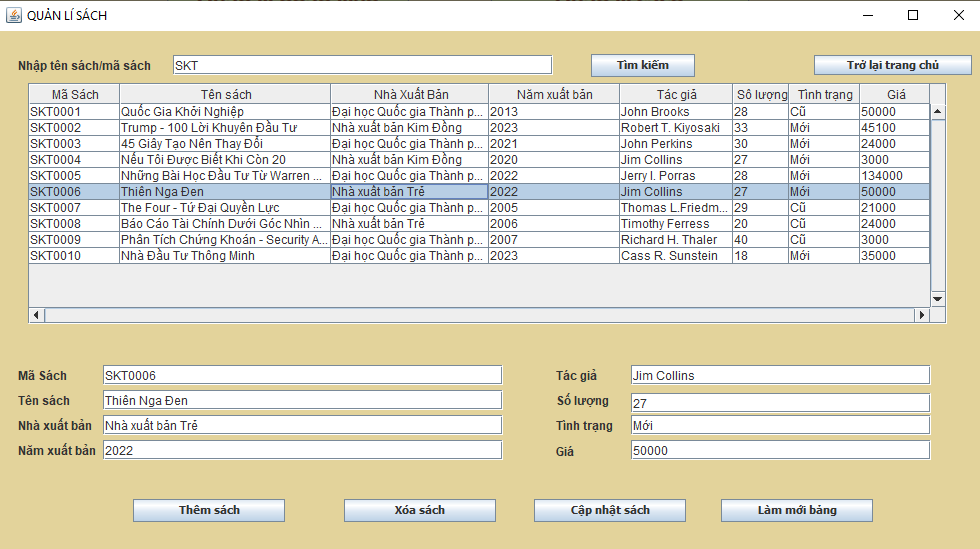 QUẢN LÍ SÁCH
Nhập tên sách/mã sách SKT Tìm kiếm Trở lại trang chủ
Mã Sách Tên sách Nhà Xuất Bản Năm xuất bản Tác giả Số lượng Tình trạng Giá
SKT0001 Quốc Gia Khởi Nghiệp Đại học Quốc gia Thành p... 2013 John Brooks 28 Cũ 50000
SKT0002 Trump - 100 Lời Khuyên Đầu Tư Nhà xuất bản Kim Đồng 2023 Robert T. Kiyosaki 33 Mới 45100
SKT0003 45 Giây Tạo Nên Thay Đổi Đại học Quốc gia Thành p... 2021 John Perkins 30 Mới 24000
SKT0004 Nếu Tôi Được Biết Khi Còn 20 Nhà xuất bản Kim Đồng 2020 Jim Collins 27 Mới 3000
SKT0005 Những Bài Học Đầu Tư Từ Warren ... Đại học Quốc gia Thành p... 2022 Jerry I. Porras 28 Mới 134000
SKT0006 Thiên Nga Đen Nhà xuất bản Trẻ 2022 Jim Collins 27 Mới 50000
SKT0007 The Four - Tứ Đại Quyền Lực Đại học Quốc gia Thành p... 2005 Thomas L.Friedm... 29 Cũ 21000
SKT0008 Báo Cáo Tài Chính Dưới Góc Nhìn ... Nhà xuất bản Trẻ 2006 Timothy Ferress 20 Cũ 24000
SKT0009 Phân Tích Chứng Khoán - Security A... Đại học Quốc gia Thành p... 2007 Richard H. Thaler 40 Cũ 3000
SKT0010 Nhà Đầu Tư Thông Minh Đại học Quốc gia Thành p... 2023 Cass R. Sunstein 18 Mới 35000
Mã Sách SKT0006 Tác giả Jim Collins
Tên sách Thiên Nga Đen Số lượng 27
Nhà xuất bản Nhà xuất bản Trẻ Tình trạng Mới
Năm xuất bản 2022 Giá 50000
Thêm sách Xóa sách Cập nhật sách Làm mới bảng